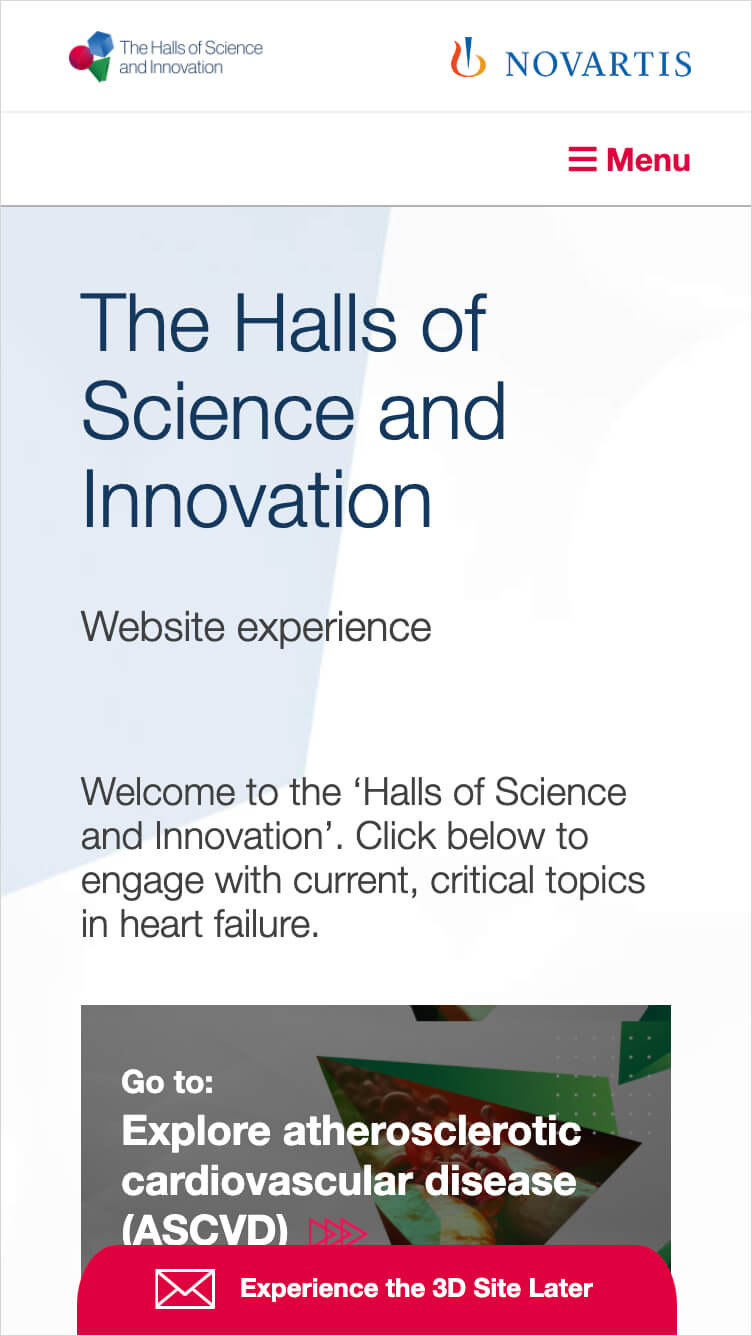 The Halls of Science
and Innovation
NOVARTIS
Menu
The Halls of
Science and
Innovation
Website experience
Welcome to the ‘Halls of Science
and Innovation’. Click below to
engage with current, critical topics
in heart failure.
Go to:
Explore atherosclerotic
cardiovascular disease
(ASCVD)
Experience the 3D Site Later